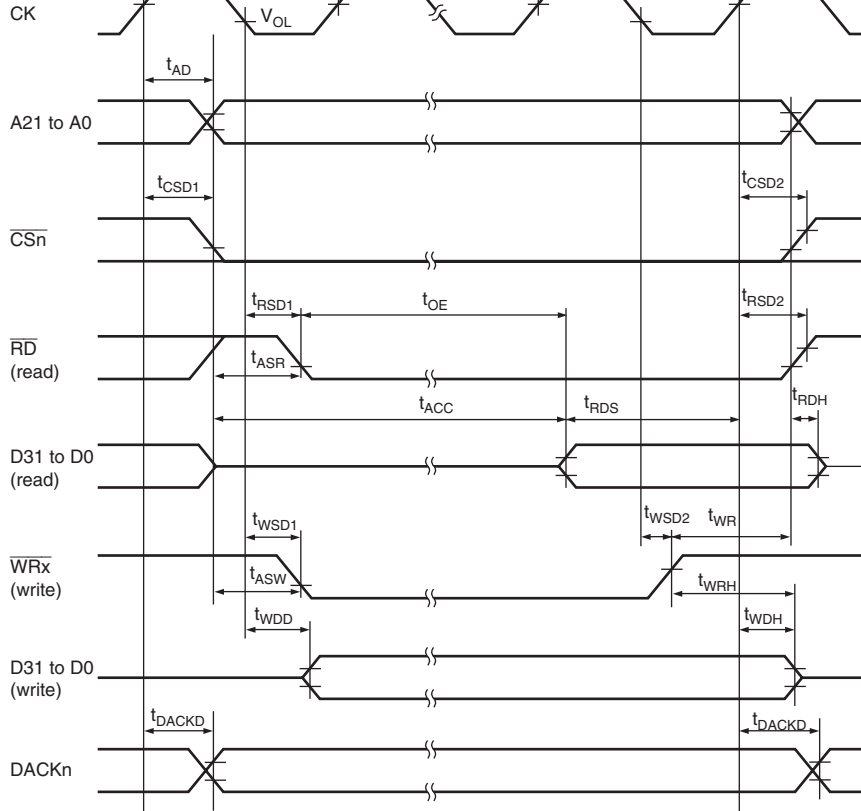 CK
V_OL
t_AD
A21 to A0
t_CSD1
t_CSD2
CSn
t_RSD1
t_OE
t_RSD2
RD
(read)
t_ASR
t_ACC
t_RDS
t_RDH
D31 to D0
(read)
t_WSD1
t_WSD2
t_WR
WRx
(write)
t_ASW
t_WRH
t_WDD
t_WDH
D31 to D0
(write)
t_DACKD
t_DACKD
DACKn